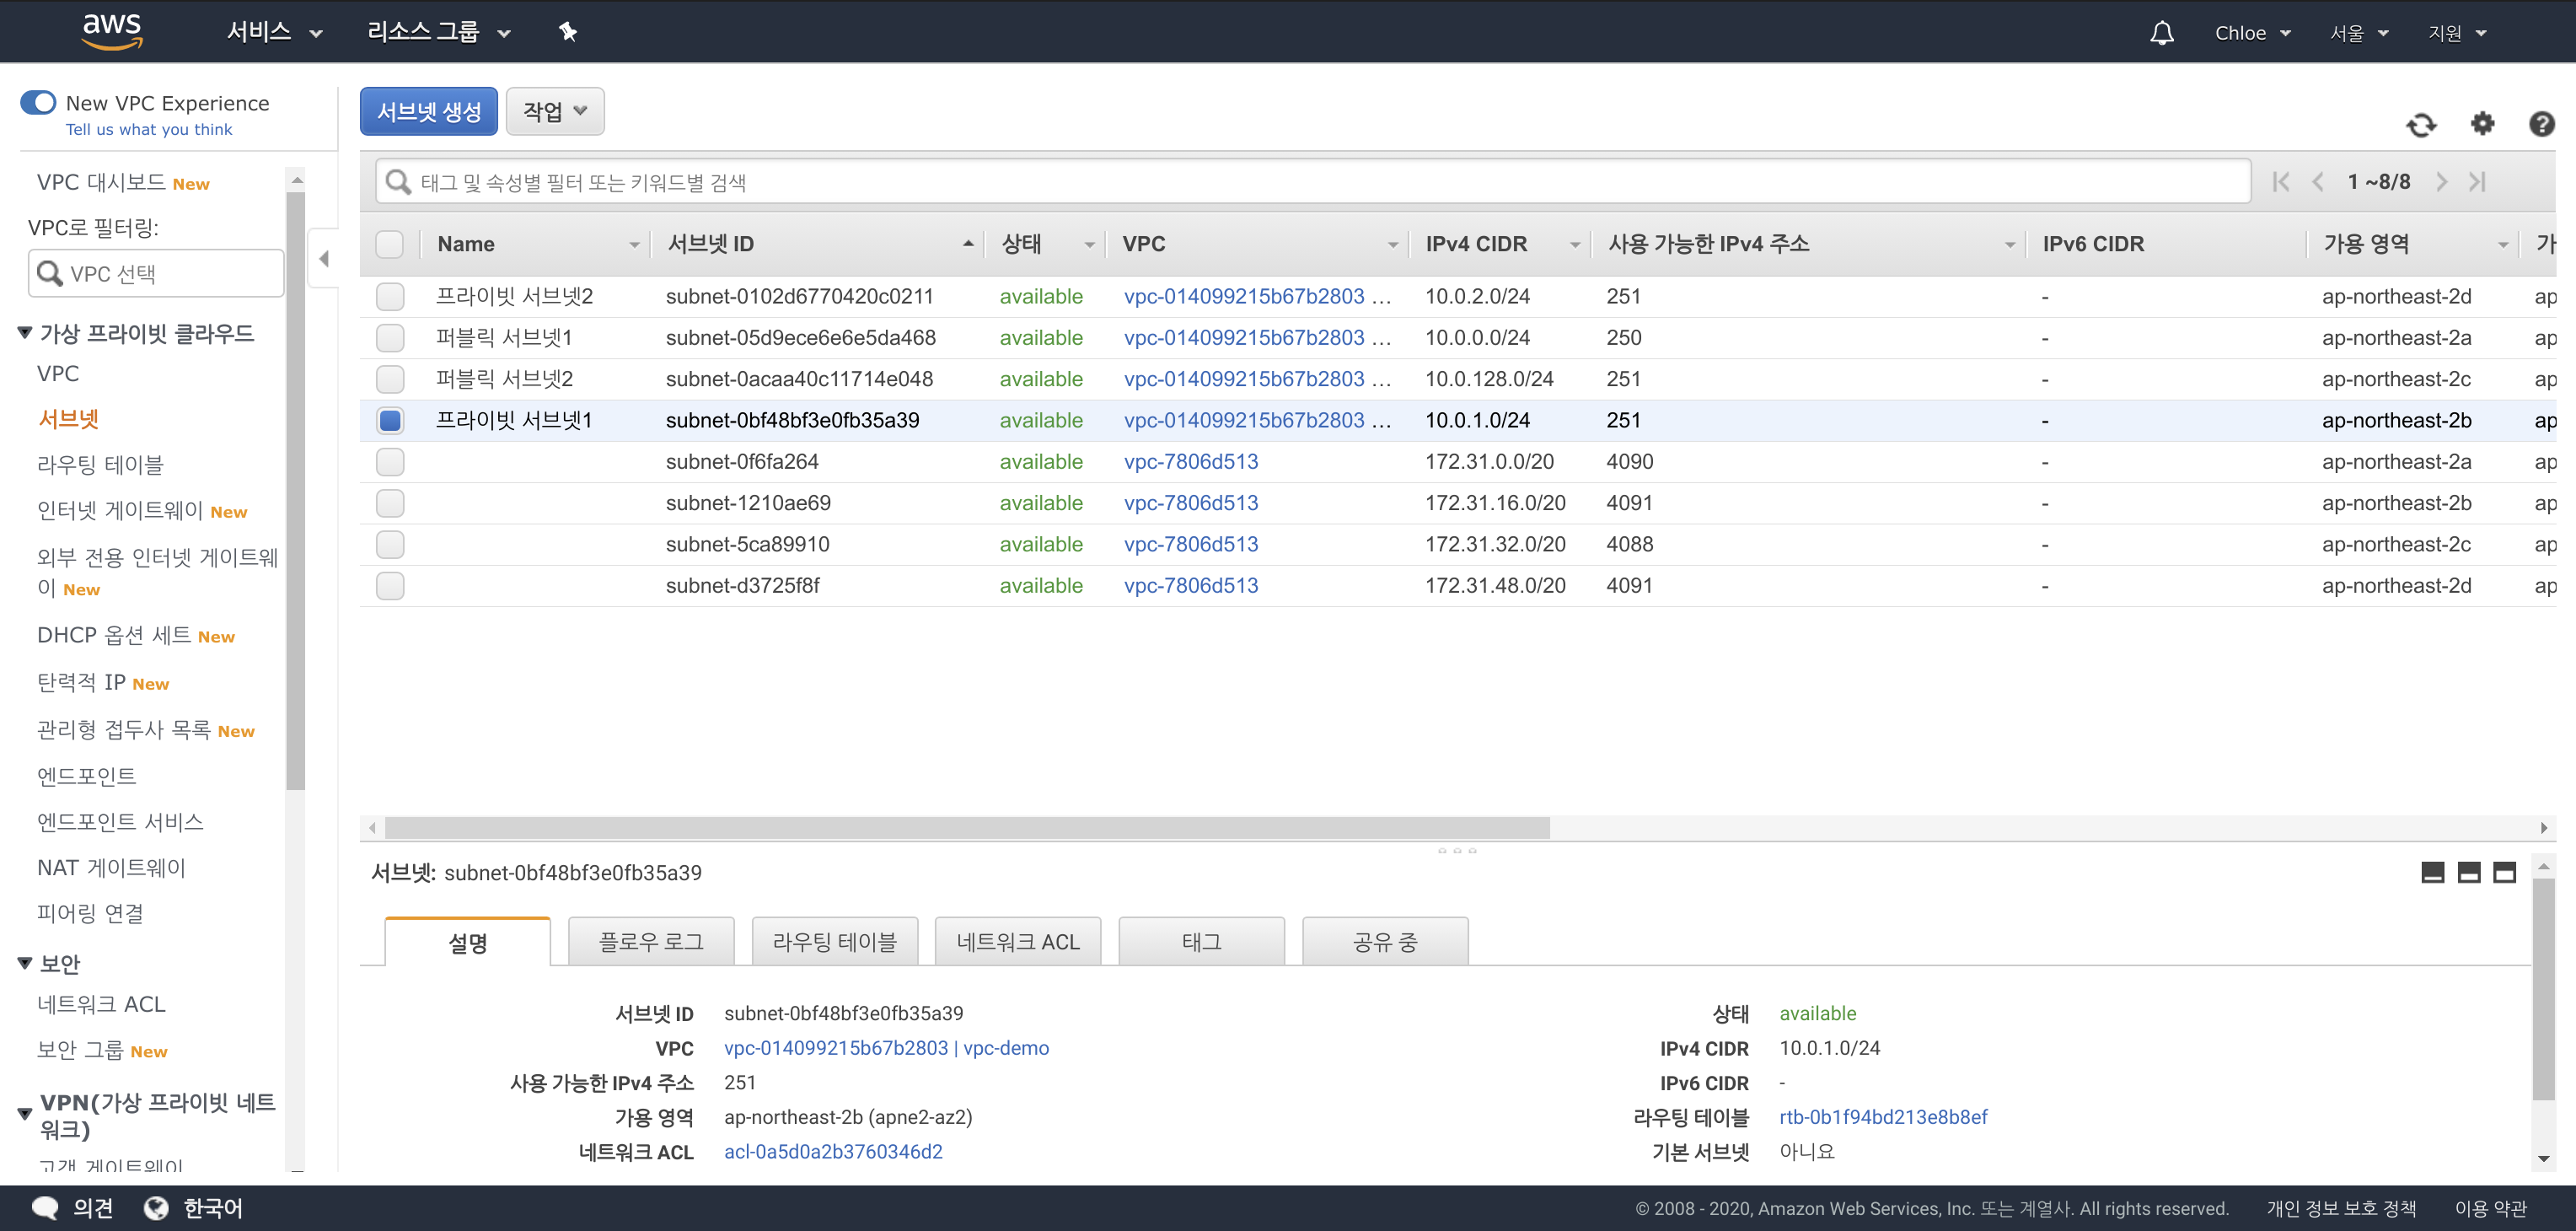 aws 서비스 리소스 그룹 Chloe 서울 지원
New VPC Experience
Tell us what you think
VPC 대시보드 New
VPC로 필터링:
VPC 선택
가상 프라이빗 클라우드
VPC
서브넷
라우팅 테이블
인터넷 게이트웨이 New
외부 전용 인터넷 게이트웨
이 New
DHCP 옵션 세트 New
탄력적 IP New
관리형 접두사 목록 New
엔드포인트
엔드포인트 서비스
NAT 게이트웨이
피어링 연결
보안
네트워크 ACL
보안 그룹 New
VPN(가상 프라이빗 네트
워크)
고객 게이트웨이
서브넷 생성 작업
태그 및 속성별 필터 또는 키워드별 검색 1 ~8/8
Name 서브넷 ID 상태 VPC IPv4 CIDR 사용 가능한 IPv4 주소 IPv6 CIDR 가용 영역 가
프라이빗 서브넷2 subnet-0102d6770420c0211 available vpc-014099215b67b2803 ... 10.0.2.0/24 251 - ap-northeast-2d ap
퍼블릭 서브넷1 subnet-05d9ece6e6e5da468 available vpc-014099215b67b2803 ... 10.0.0.0/24 250 - ap-northeast-2a ap
퍼블릭 서브넷2 subnet-0acaa40c11714e048 available vpc-014099215b67b2803 ... 10.0.128.0/24 251 - ap-northeast-2c ap
프라이빗 서브넷1 subnet-0bf48bf3e0fb35a39 available vpc-014099215b67b2803 ... 10.0.1.0/24 251 - ap-northeast-2b ap
subnet-0f6fa264 available vpc-7806d513 172.31.0.0/20 4090 - ap-northeast-2a ap
subnet-1210ae69 available vpc-7806d513 172.31.16.0/20 4091 - ap-northeast-2b ap
subnet-5ca89910 available vpc-7806d513 172.31.32.0/20 4088 - ap-northeast-2c ap
subnet-d3725f8f available vpc-7806d513 172.31.48.0/20 4091 - ap-northeast-2d ap
서브넷: subnet-0bf48bf3e0fb35a39
설명 플로우 로그 라우팅 테이블 네트워크 ACL 태그 공유 중
서브넷 ID subnet-0bf48bf3e0fb35a39 상태 available
VPC vpc-014099215b67b2803 | vpc-demo IPv4 CIDR 10.0.1.0/24
사용 가능한 IPv4 주소 251 IPv6 CIDR -
가용 영역 ap-northeast-2b (apne2-az2) 라우팅 테이블 rtb-0b1f94bd213e8b8ef
네트워크 ACL acl-0a5d0a2b3760346d2 기본 서브넷 아니요
의견 한국어 © 2008 - 2020, Amazon Web Services, Inc. 또는 계열사. All rights reserved. 개인 정보 보호 정책 이용 약관